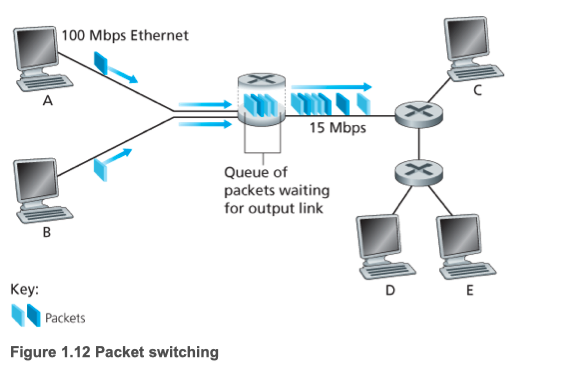 100 Mbps Ethernet
A
C
15 Mbps
Queue of
packets waiting
for output link
B
D
E
Key:
Packets
Figure 1.12 Packet switching